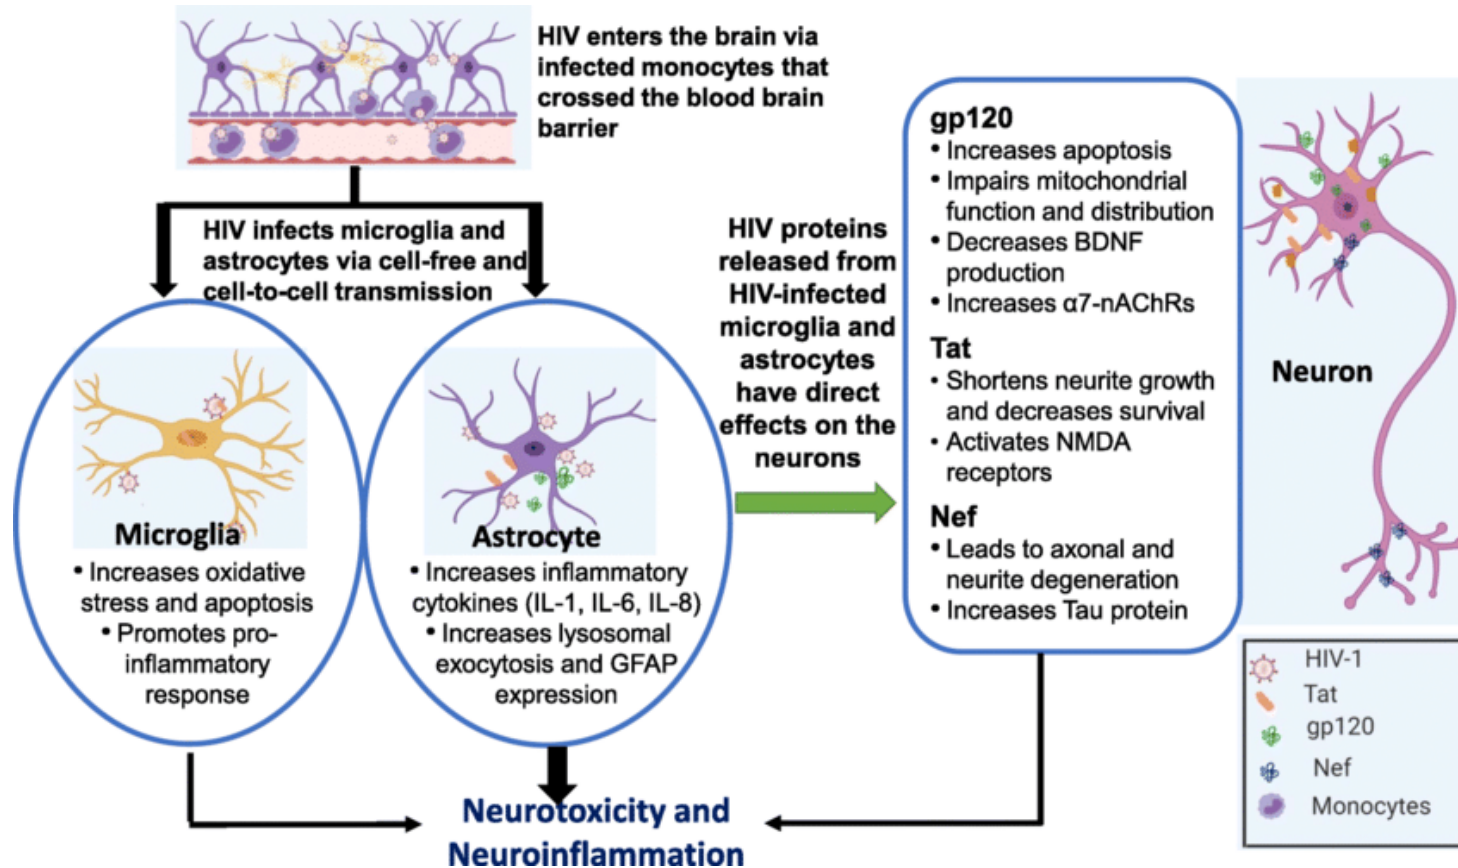 HIV enters the brain via
infected monocytes that
crossed the blood brain
barrier
HIV infects microglia and
astrocytes via cell-free and
cell-to-cell transmission
Microglia
• Increases oxidative
stress and apoptosis
• Promotes pro-
inflammatory
response
Astrocyte
• Increases inflammatory
cytokines (IL-1, IL-6, IL-8)
• Increases lysosomal
exocytosis and GFAP
expression
HIV proteins
released from
HIV-infected
microglia and
astrocytes
have direct
effects on the
neurons
gp120
• Increases apoptosis
• Impairs mitochondrial
function and distribution
• Decreases BDNF
production
• Increases α7-nAChRs
Tat
• Shortens neurite growth
and decreases survival
• Activates NMDA
receptors
Nef
• Leads to axonal and
neurite degeneration
• Increases Tau protein
Neuron
HIV-1
Tat
gp120
Nef
Monocytes
Neurotoxicity and
Neuroinflammation